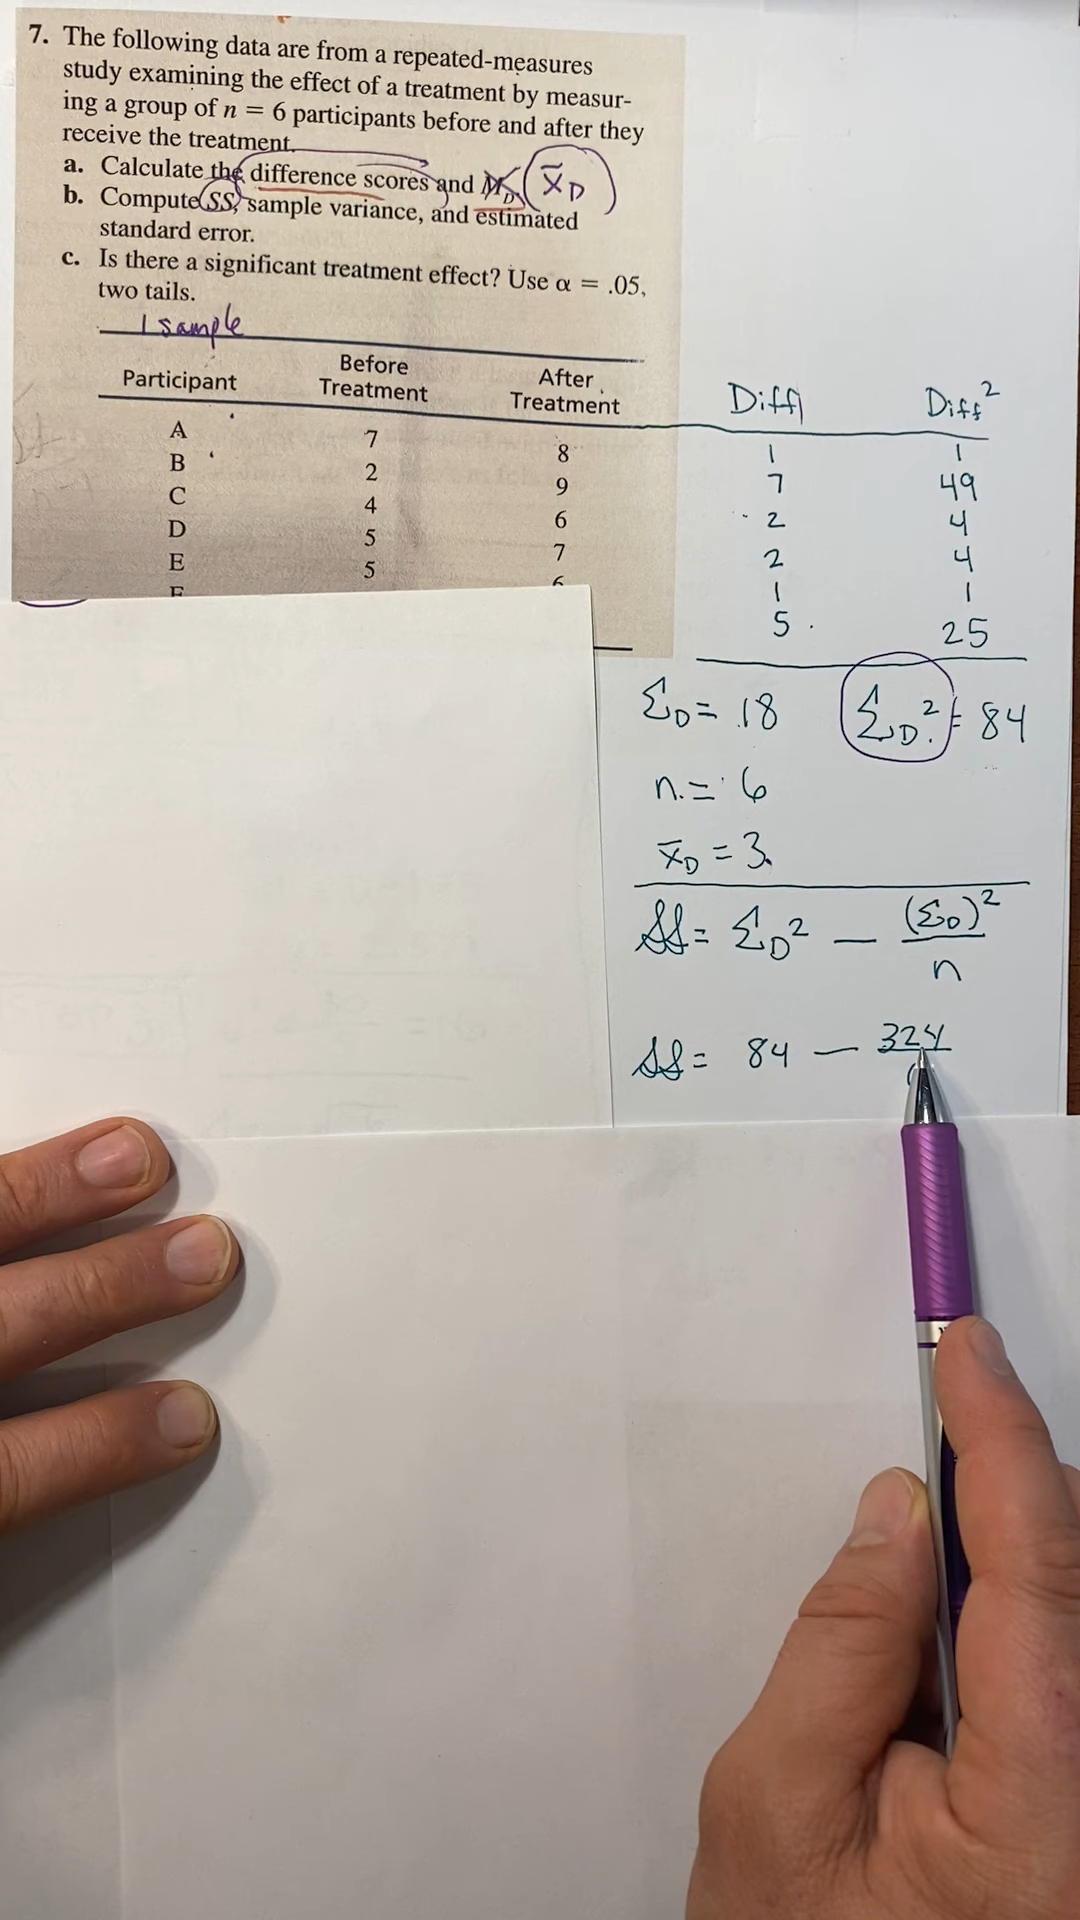 7. The following data are from a repeated-measures
study examining the effect of a treatment by measur-
ing a group of n = 6 participants before and after they
receive the treatment.
a. Calculate the difference scores and M_D. (x̄_D)
b. Compute SS, sample variance, and estimated
standard error.
c. Is there a significant treatment effect? Use α = .05,
two tails.
1 sample
Participant Before Treatment After Treatment Diff Diff²
A 7 8 1 1
B 2 9 7 49
C 4 6 2 4
D 5 7 2 4
E 5 6 1 1
F 5 25
Σ_D = 18 Σ_D² = 84
n = 6
x̄_D = 3
SS = Σ_D² — (Σ_D)² / n
SS = 84 — 324